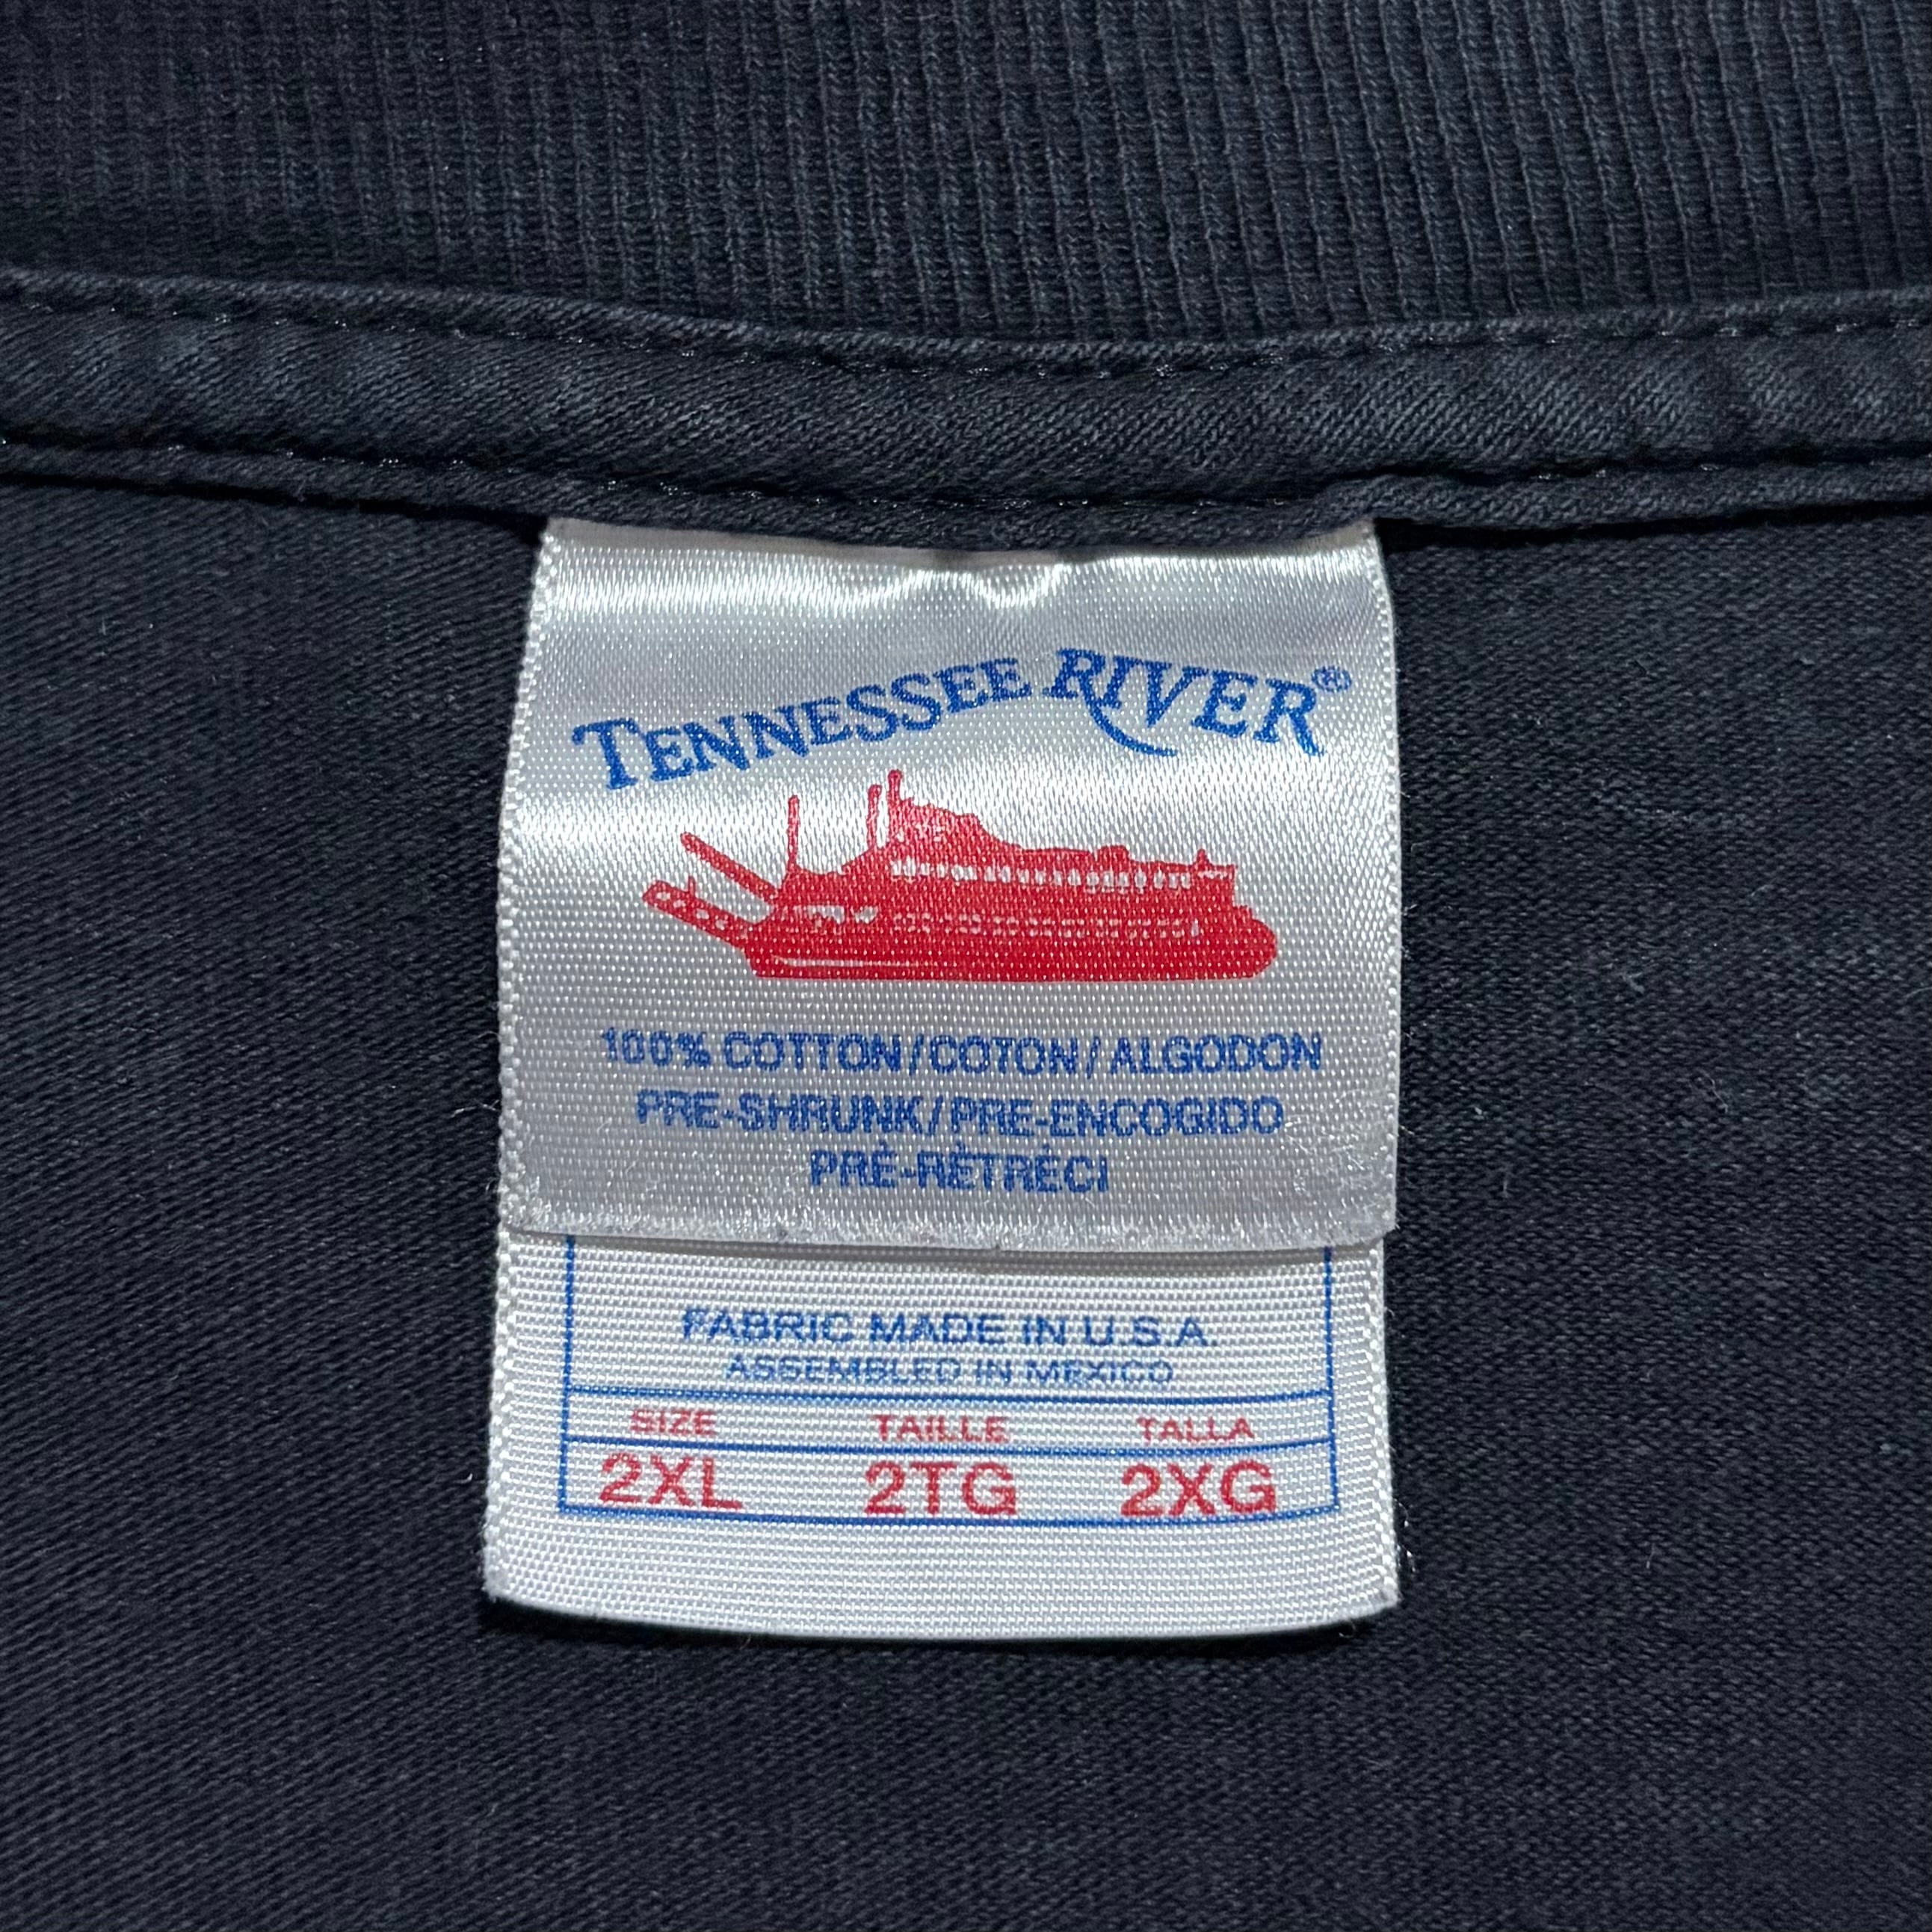 TENNESSEE RIVER®
100% COTTON/COTON/ALGODON
PRE-SHRUNK/PRE-ENCOGIDO
PRÉ-RÉTRÉCI
FABRIC MADE IN U.S.A
ASSEMBLED IN MEXICO
SIZE TAILLE TALLA
2XL 2TG 2XG